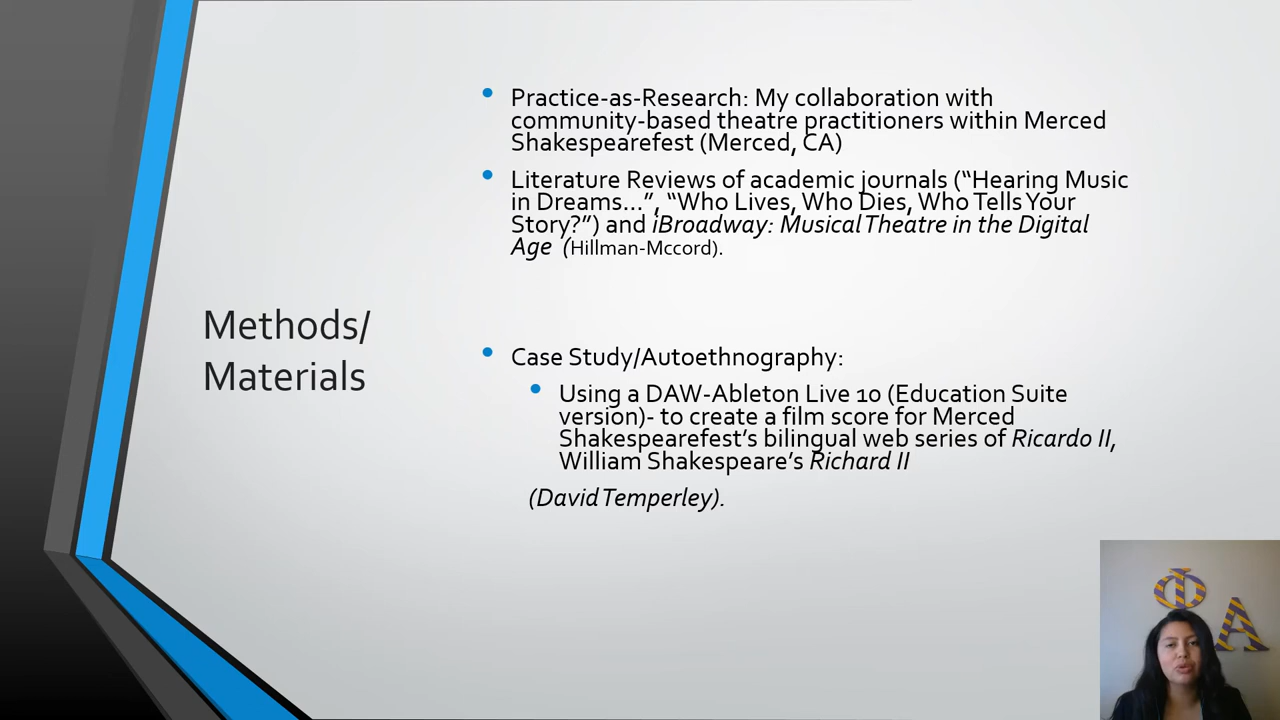 Methods/
Materials
• Practice-as-Research: My collaboration with
community-based theatre practitioners within Merced
Shakespearefest (Merced, CA)
• Literature Reviews of academic journals (“Hearing Music
in Dreams…”, “Who Lives, Who Dies, Who Tells Your
Story?”) and iBroadway: Musical Theatre in the Digital
Age (Hillman-Mccord).
• Case Study/Autoethnography:
• Using a DAW-Ableton Live 10 (Education Suite
version)- to create a film score for Merced
Shakespearefest’s bilingual web series of Ricardo II,
William Shakespeare’s Richard II
(David Temperley).
Φ A